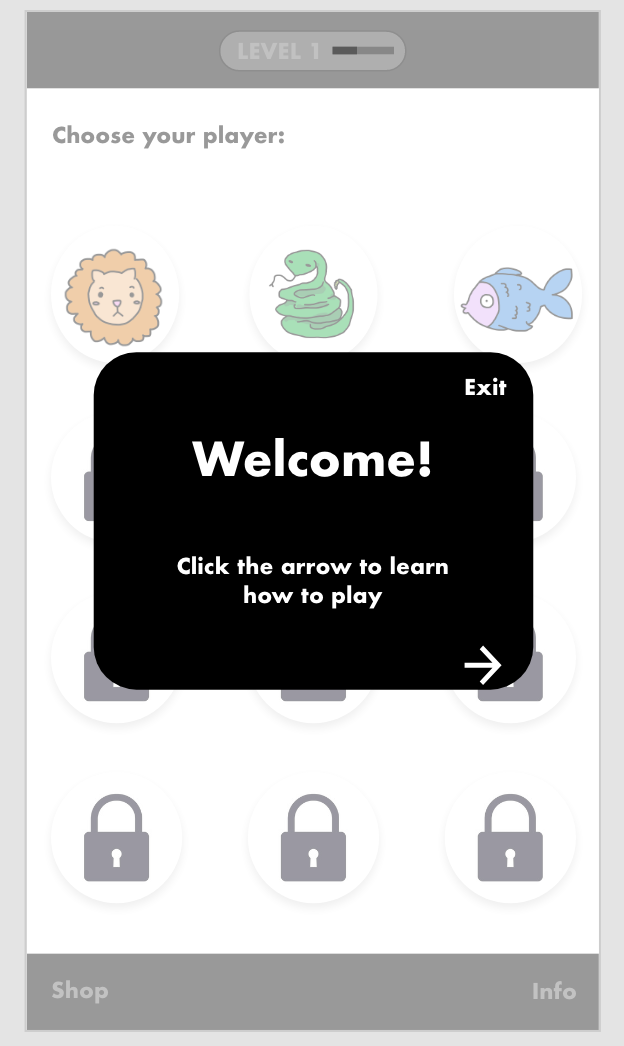 LEVEL 1
Choose your player:
Exit
Welcome!
Click the arrow to learn
how to play
Shop
Info